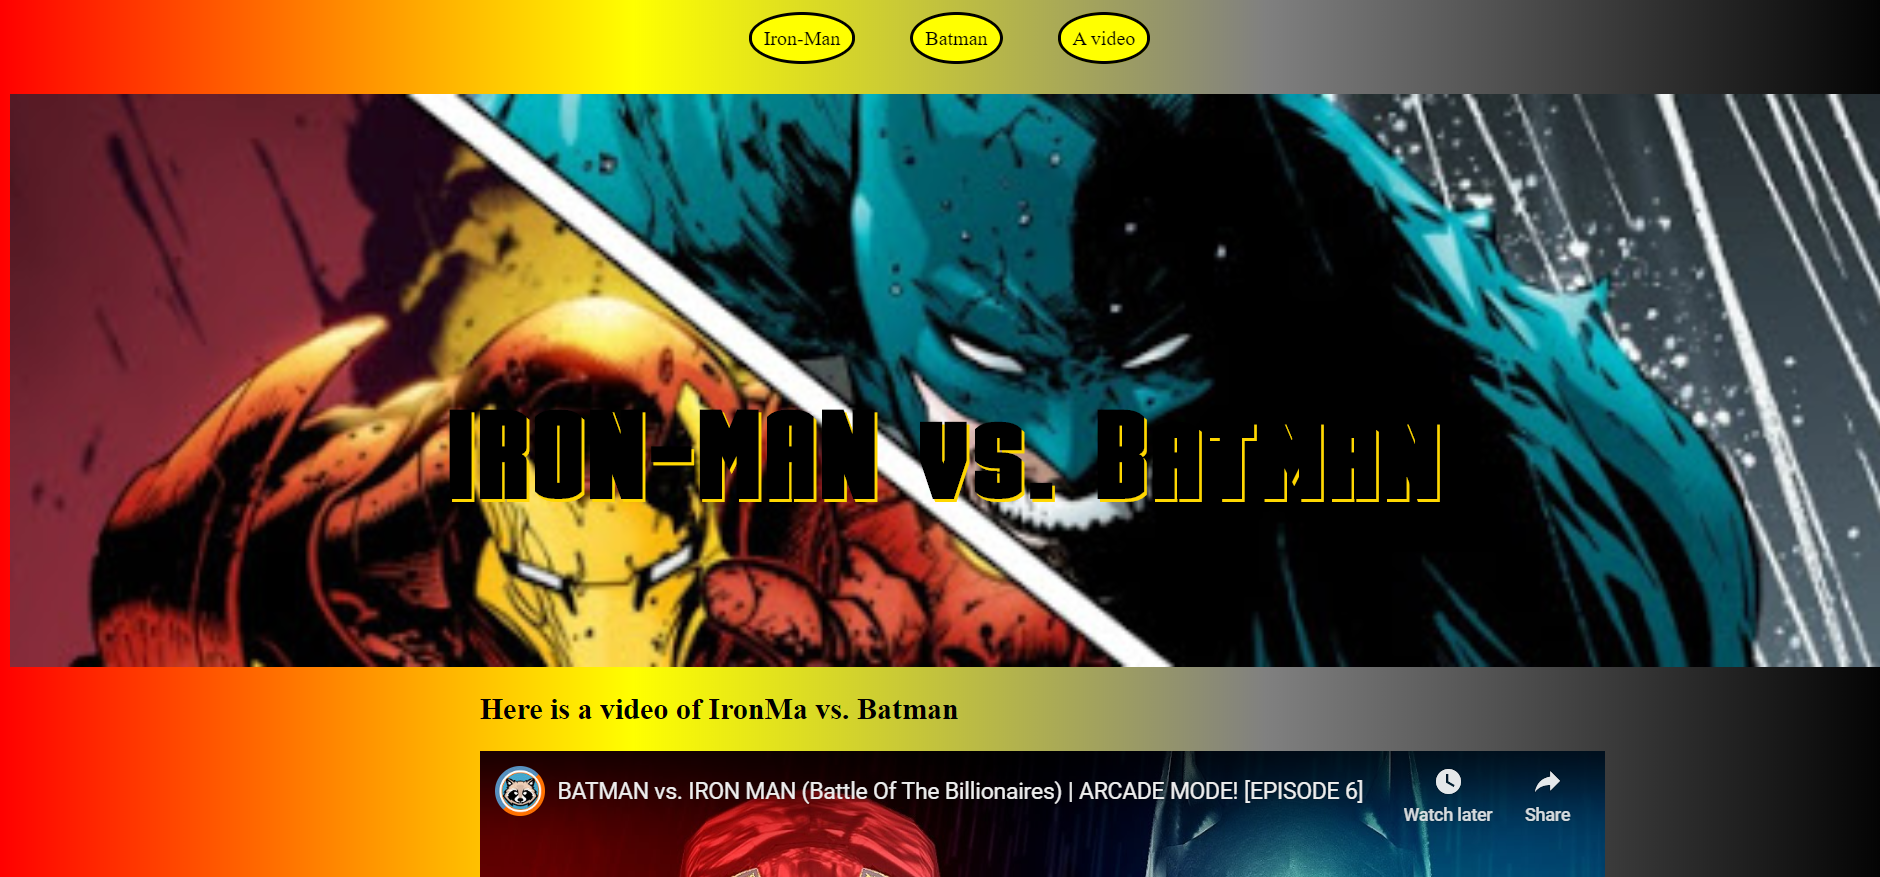 Iron-Man
Batman
A video
IRON-MAN vs. BATMAN
Here is a video of IronMa vs. Batman
BATMAN vs. IRON MAN (Battle Of The Billionaires) | ARCADE MODE! [EPISODE 6]
Watch later
Share